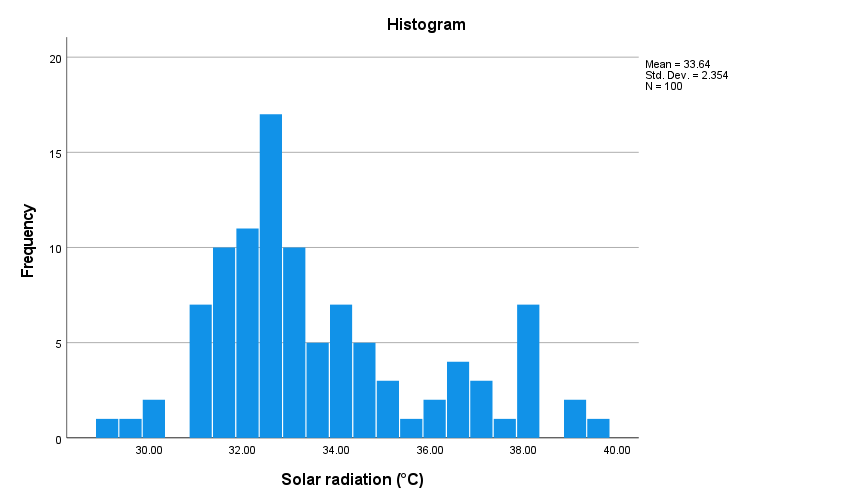 Histogram
Mean = 33.64
Std. Dev. = 2.354
N = 100
Frequency
20
15
10
5
0
30.00 32.00 34.00 36.00 38.00 40.00
Solar radiation (°C)